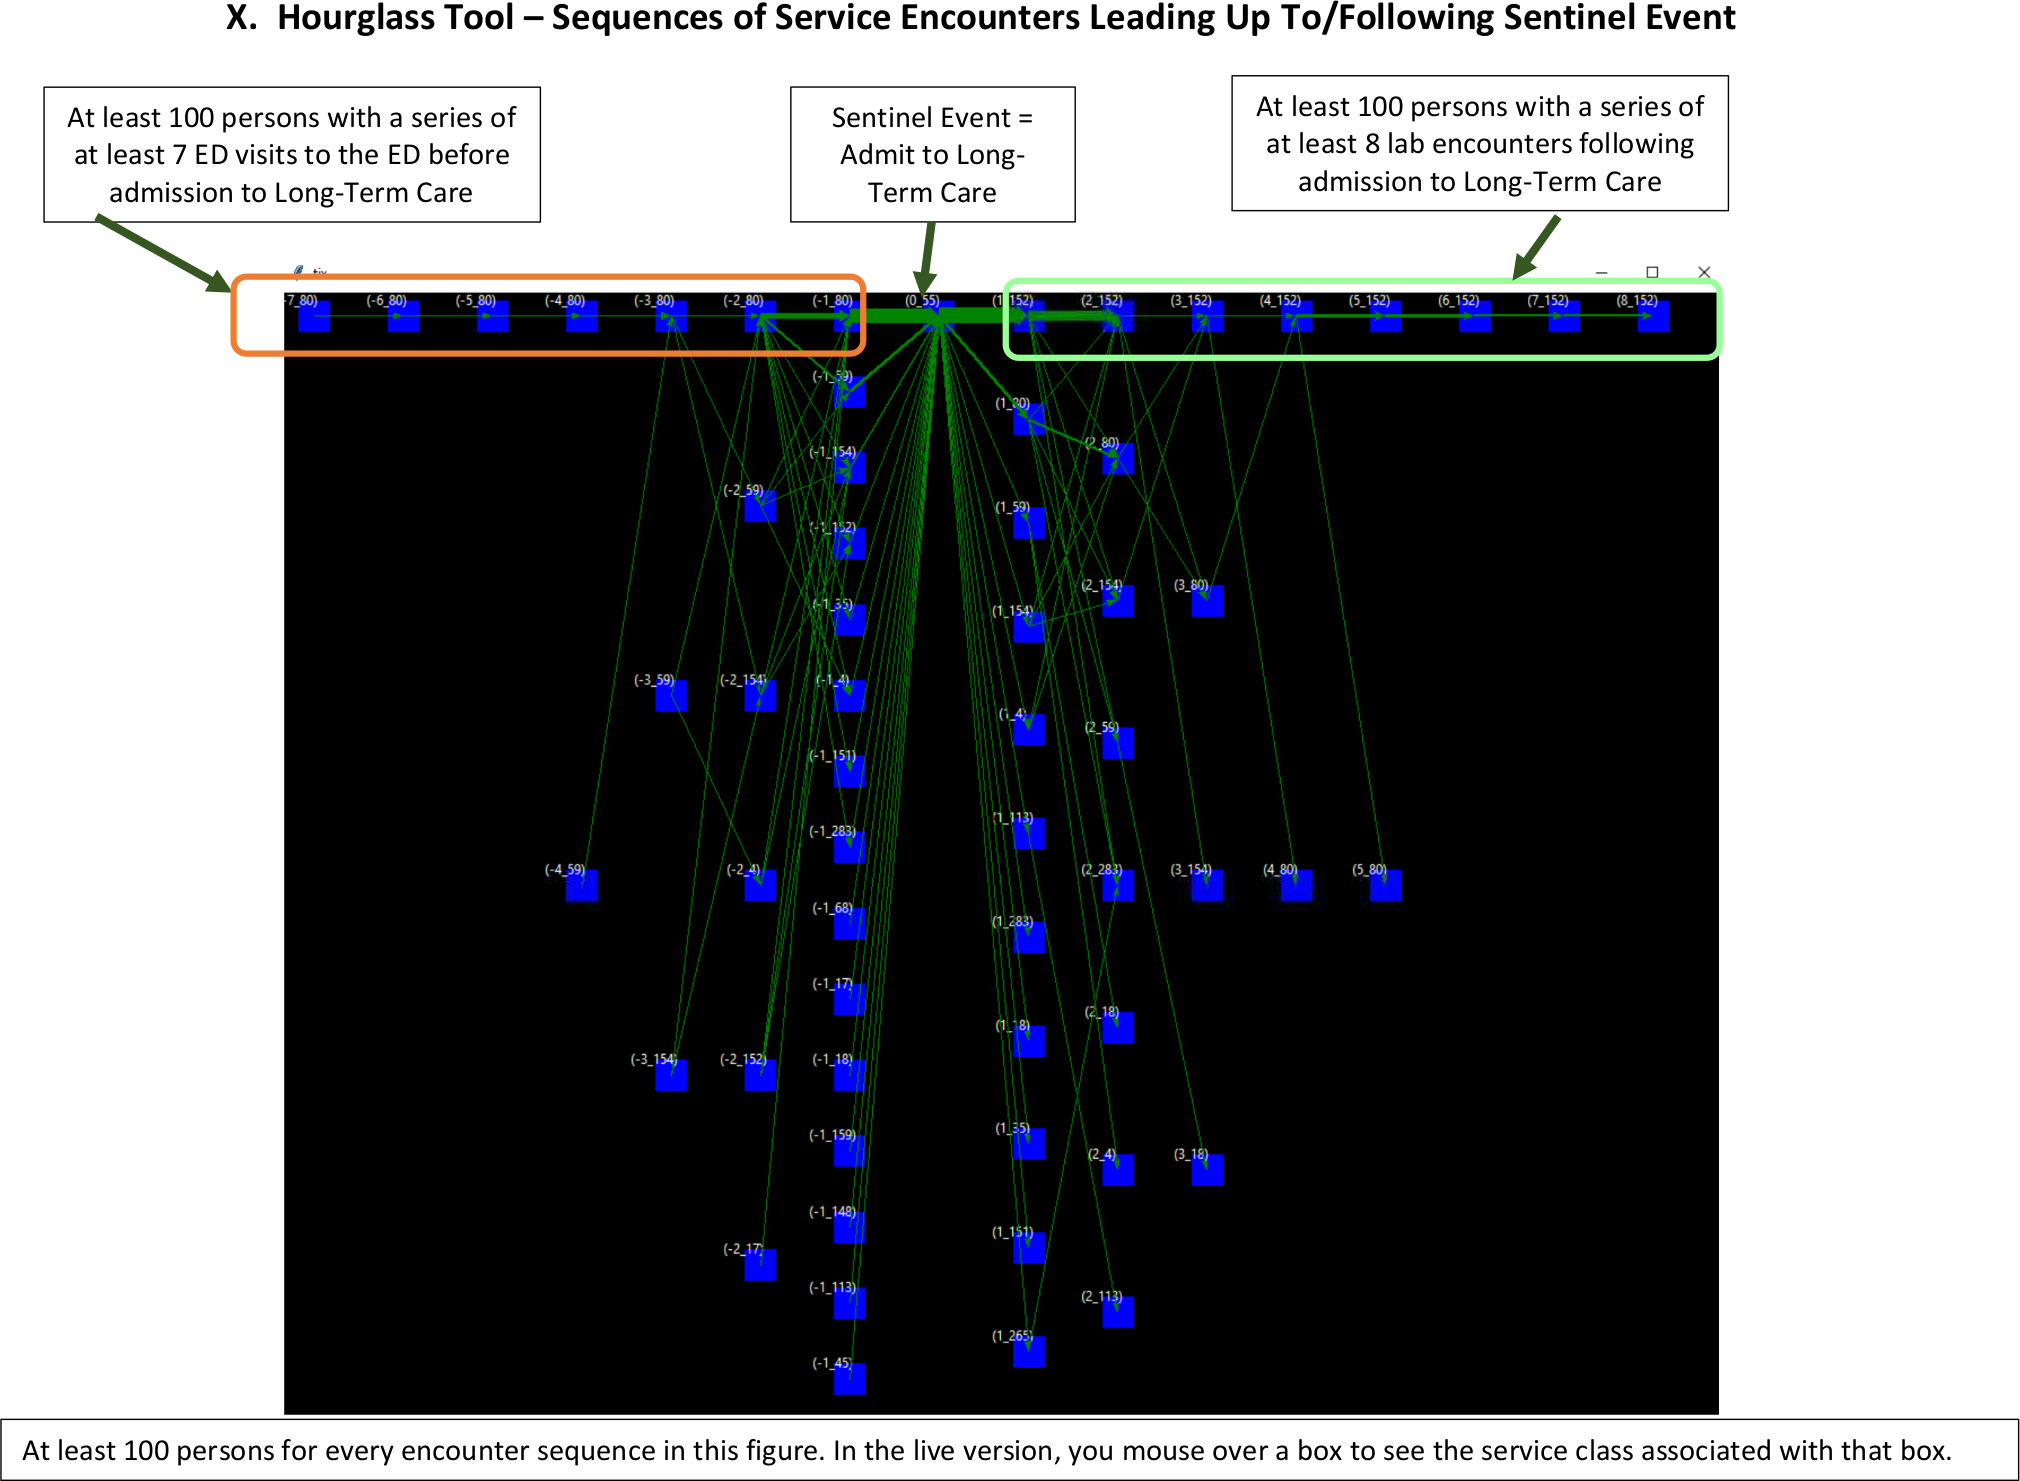 X. Hourglass Tool – Sequences of Service Encounters Leading Up To/Following Sentinel Event
At least 100 persons with a series of
at least 7 ED visits to the ED before
admission to Long-Term Care
Sentinel Event =
Admit to Long-
Term Care
At least 100 persons with a series of
at least 8 lab encounters following
admission to Long-Term Care
-7_80) (-6_80) (-5_80) (-4_80) (-3_80) (-2_80) (-1_80) (0_55) (1_152) (2_152) (3_152) (4_152) (5_152) (6_152) (7_152) (8_152)
(-1_59)
(1_80)
(2_80)
(-1_154)
(-2_59)
(1_59)
(-1_152)
(2_154) (3_80)
(-1_35)
(1_154)
(-3_59) (-2_154) (-1_4)
(1_4)
(2_59)
(-1_151)
(1_113)
(-1_283)
(-4_59) (-2_4) (2_283) (3_154) (4_80) (5_80)
(-1_68)
(1_283)
(-1_17)
(2_18)
(1_18)
(-3_154) (-2_152) (-1_18)
(1_35)
(-1_159)
(2_4) (3_18)
(-1_148)
(1_151)
(-2_17)
(-1_113)
(2_113)
(1_265)
(-1_45)
At least 100 persons for every encounter sequence in this figure. In the live version, you mouse over a box to see the service class associated with that box.